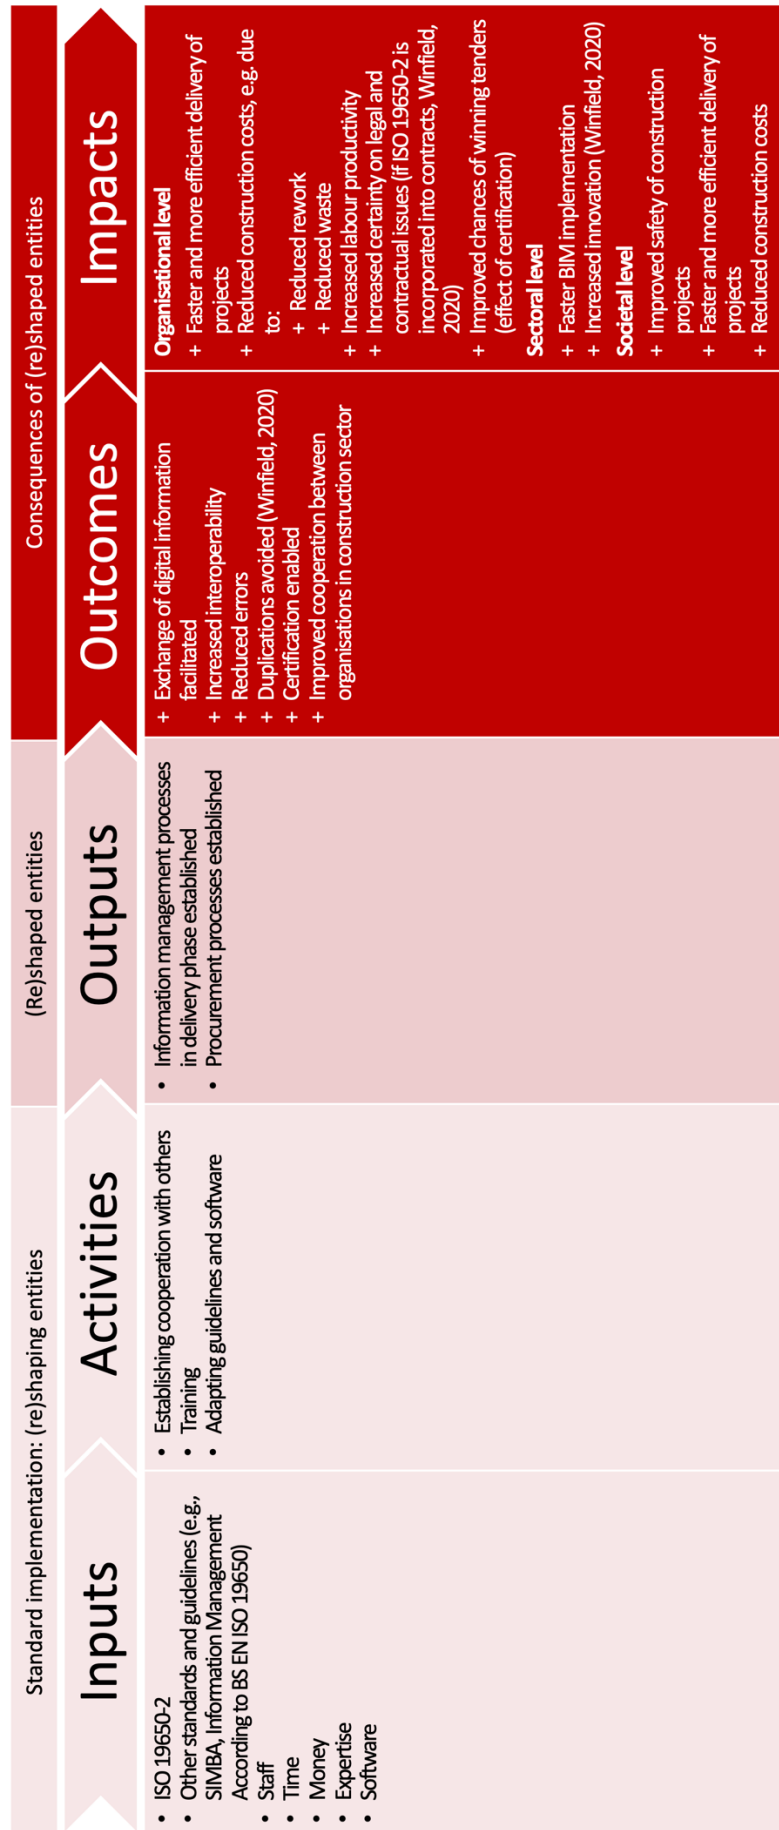 Standard implementation: (re)shaping entities
(Re)shaped entities
Consequences of (re)shaped entities
Inputs
Activities
Outputs
Outcomes
Impacts
• ISO 19650-2
• Other standards and guidelines (e.g.,
SIMBA, Information Management
According to BS EN ISO 19650)
• Staff
• Time
• Money
• Expertise
• Software
• Establishing cooperation with others
• Training
• Adapting guidelines and software
• Information management processes
in delivery phase established
• Procurement processes established
+ Exchange of digital information
facilitated
+ Increased interoperability
+ Reduced errors
+ Duplications avoided (Winfield, 2020)
+ Certification enabled
+ Improved cooperation between
organisations in construction sector
Organisational level
+ Faster and more efficient delivery of
projects
+ Reduced construction costs, e.g. due
to:
+ Reduced rework
+ Reduced waste
+ Increased labour productivity
+ Increased certainty on legal and
contractual issues (if ISO 19650-2 is
incorporated into contracts, Winfield,
2020)
+ Improved chances of winning tenders
(effect of certification)
Sectoral level
+ Faster BIM implementation
+ Increased innovation (Winfield, 2020)
Societal level
+ Improved safety of construction
projects
+ Faster and more efficient delivery of
projects
+ Reduced construction costs